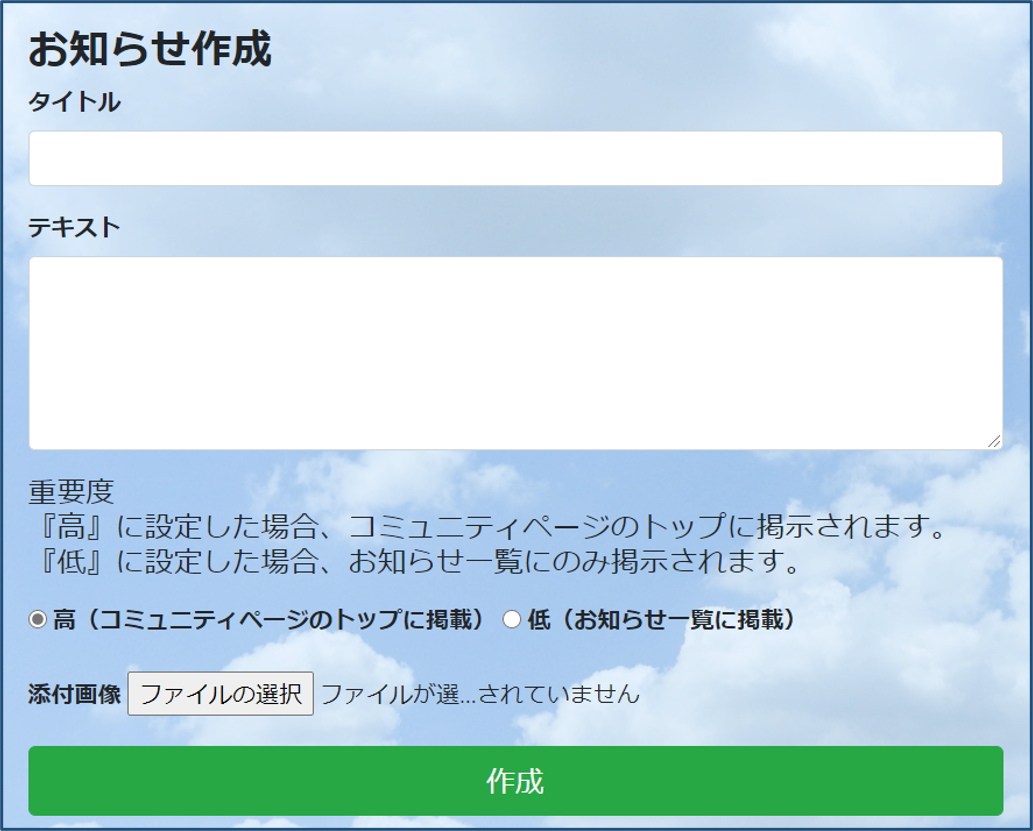 お知らせ作成
タイトル
テキスト
重要度
『高』に設定した場合、コミュニティページのトップに掲示されます。
『低』に設定した場合、お知らせ一覧にのみ掲示されます。
高（コミュニティページのトップに掲載） 低（お知らせ一覧に掲載）
添付画像 ファイルの選択 ファイルが選...されていません
作成